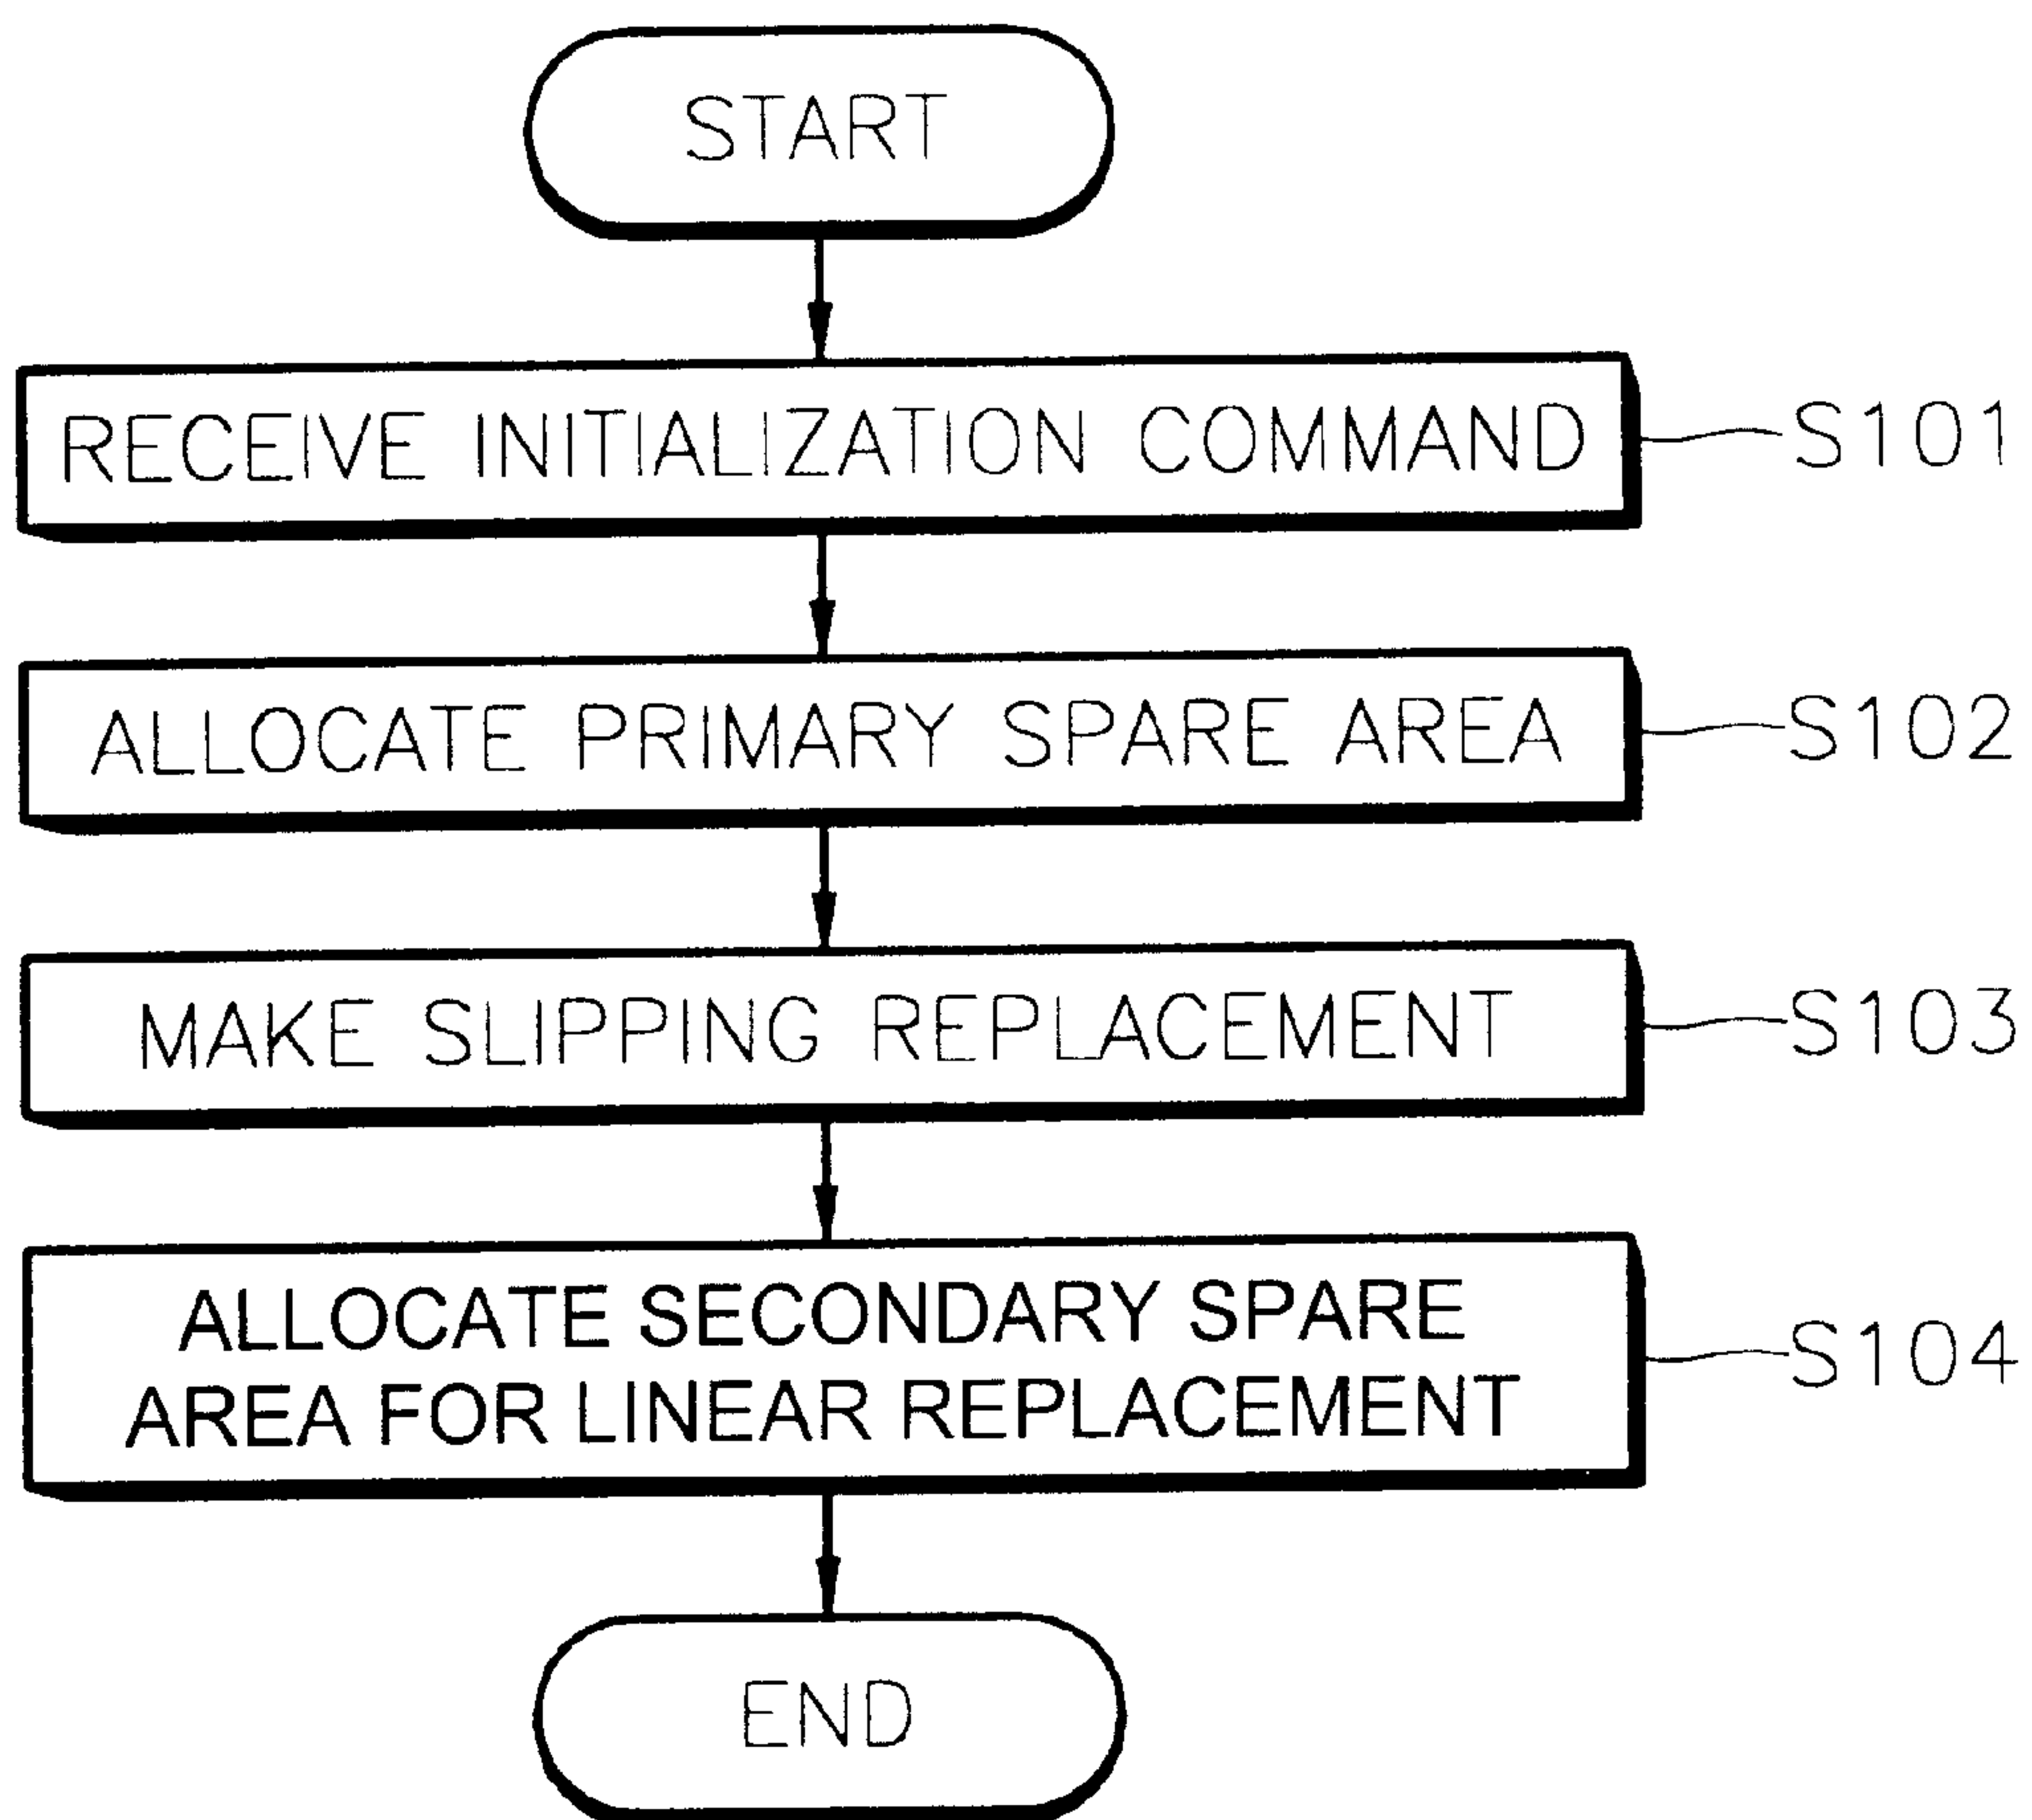 START
RECEIVE INITIALIZATION COMMAND
S101
ALLOCATE PRIMARY SPARE AREA
S102
MAKE SLIPPING REPLACEMENT
S103
ALLOCATE SECONDARY SPARE
AREA FOR LINEAR REPLACEMENT
S104
END